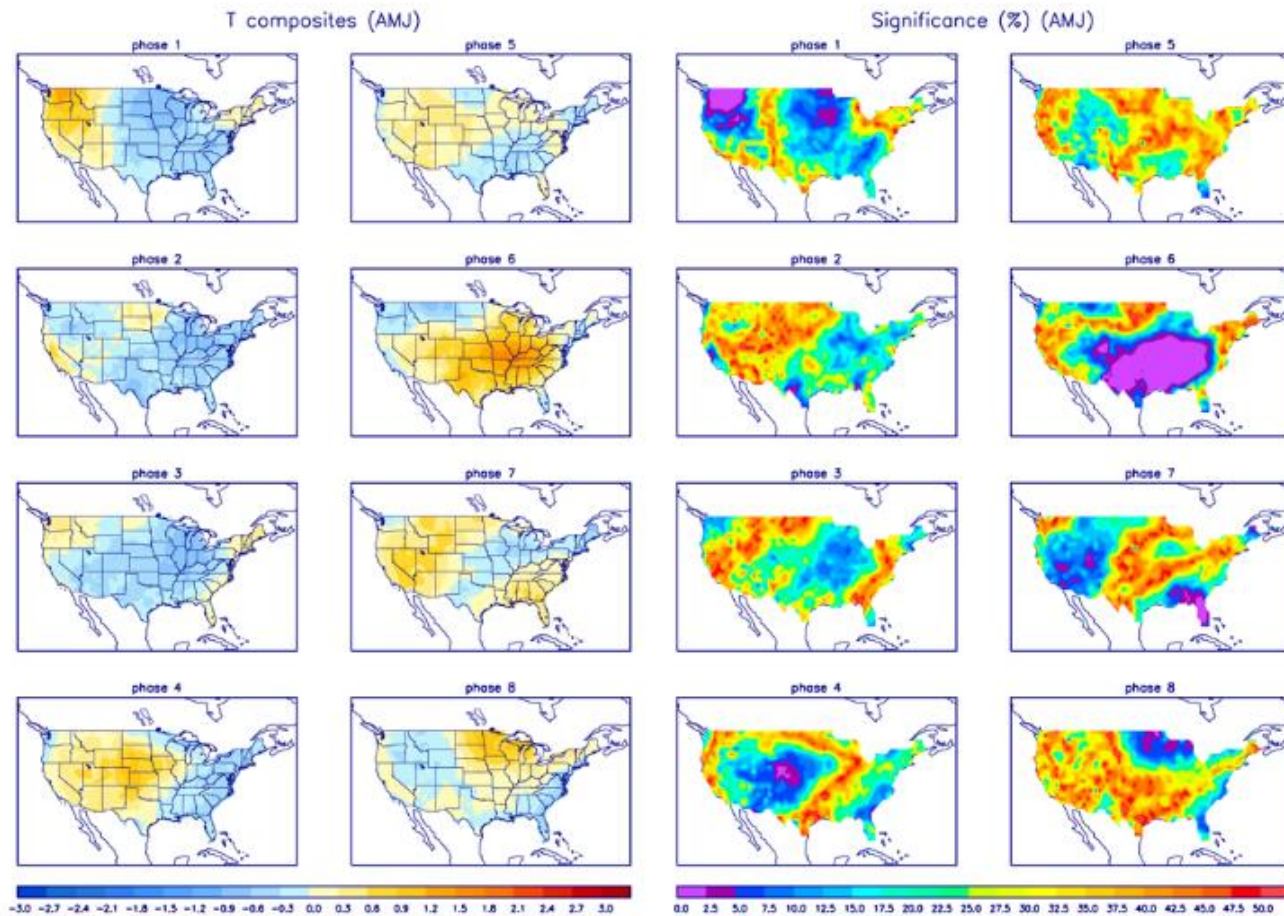 T composites (AMJ) Significance (%) (AMJ)
phase 1 phase 5 phase 1 phase 5
phase 2 phase 6 phase 2 phase 6
phase 3 phase 7 phase 3 phase 7
phase 4 phase 8 phase 4 phase 8
-3.0 -2.7 -2.4 -2.1 -1.8 -1.5 -1.2 -0.9 -0.6 -0.3 0.0 0.3 0.6 0.9 1.2 1.5 1.8 2.1 2.4 2.7 3.0 0.0 2.5 5.0 7.5 10.0 12.5 15.0 17.5 20.0 22.5 25.0 27.5 30.0 32.5 35.0 37.5 40.0 42.5 45.0 47.5 50.0